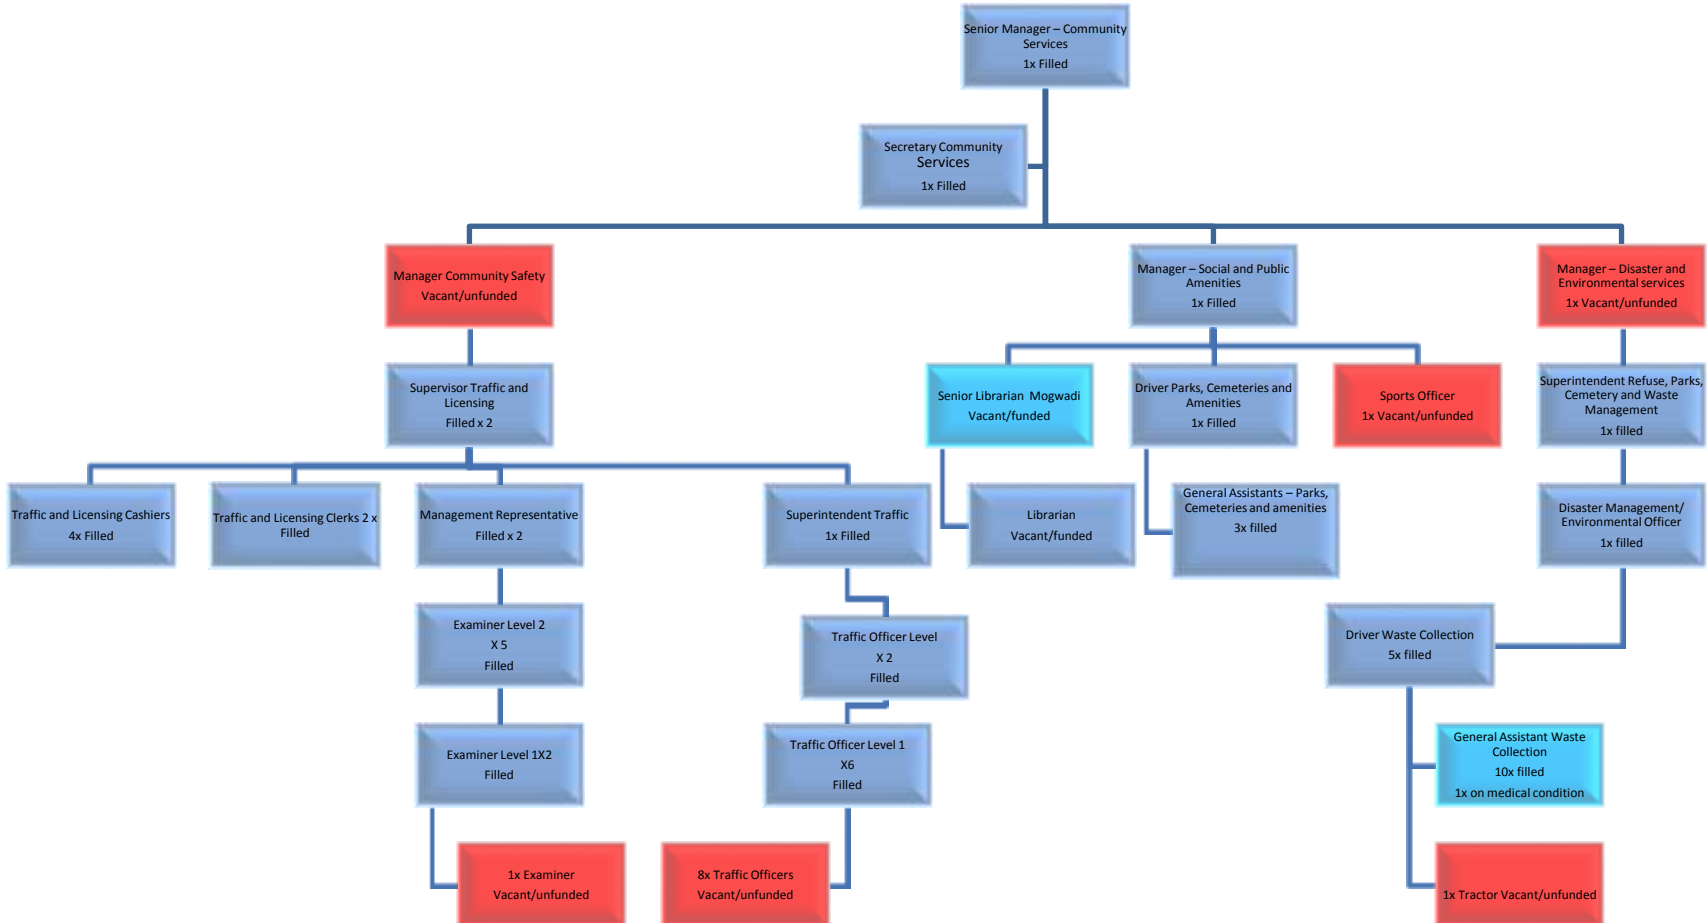 Senior Manager – Community
Services
1x Filled
Secretary Community
Services
1x Filled
Manager Community Safety
Vacant/unfunded
Manager – Social and Public
Amenities
1x Filled
Manager – Disaster and
Environmental services
1x Vacant/unfunded
Supervisor Traffic and
Licensing
Filled x 2
Senior Librarian Mogwadi
Vacant/funded
Driver Parks, Cemeteries and
Amenities
1x Filled
Sports Officer
1x Vacant/unfunded
Superintendent Refuse, Parks,
Cemetery and Waste
Management
1x filled
Traffic and Licensing Cashiers
4x Filled
Traffic and Licensing Clerks 2 x
Filled
Management Representative
Filled x 2
Superintendent Traffic
1x Filled
Librarian
Vacant/funded
General Assistants – Parks,
Cemeteries and amenities
3x filled
Disaster Management/
Environmental Officer
1x filled
Examiner Level 2
X 5
Filled
Traffic Officer Level
X 2
Filled
Driver Waste Collection
5x filled
Examiner Level 1X2
Filled
Traffic Officer Level 1
X6
Filled
General Assistant Waste
Collection
10x filled
1x on medical condition
1x Examiner
Vacant/unfunded
8x Traffic Officers
Vacant/unfunded
1x Tractor Vacant/unfunded